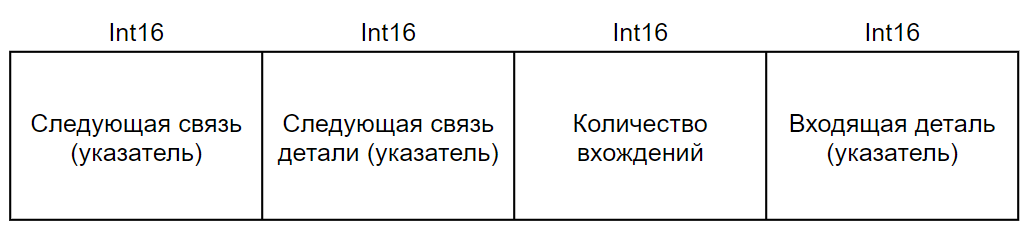 Int16 Int16 Int16 Int16
Следующая связь Следующая связь Количество Входящая деталь
(указатель) детали (указатель) вхождений (указатель)